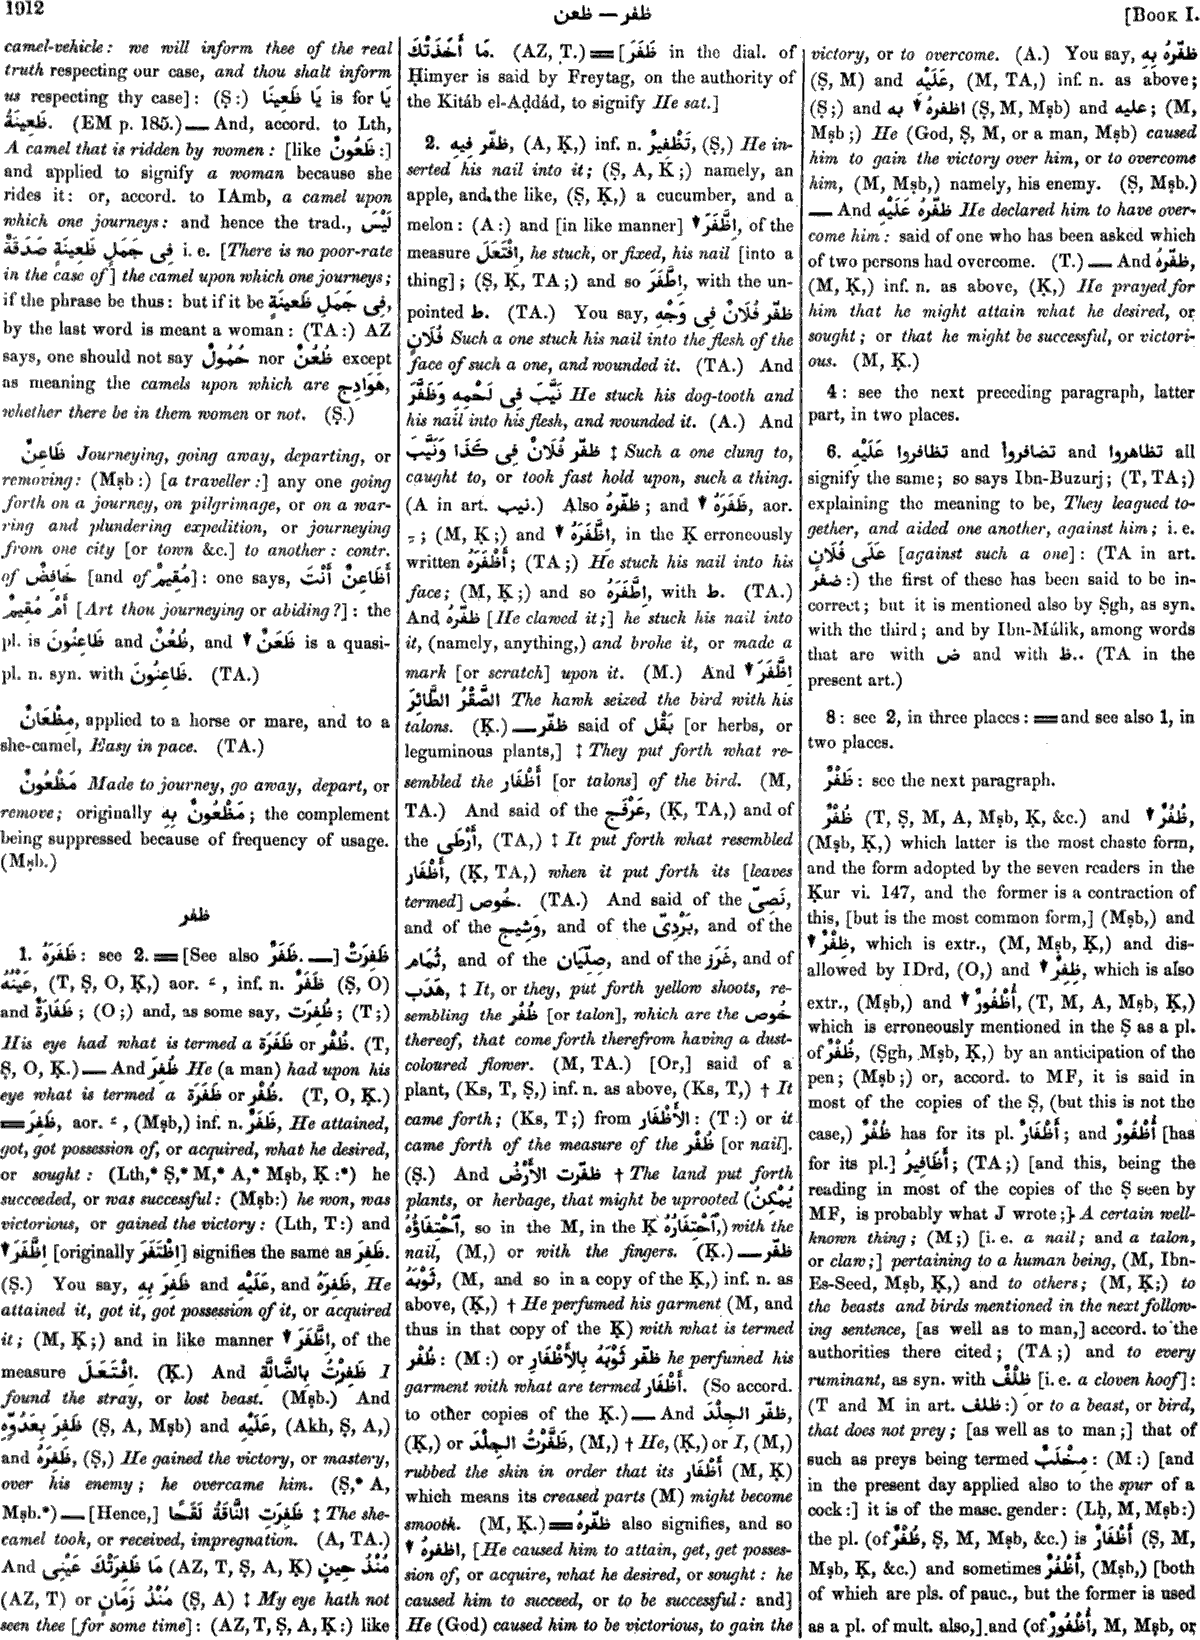 1912
ظعن — ظفر
[BOOK I.
camel-vehicle: we will inform thee of the real
truth respecting our case, and thou shalt inform
us respecting thy case]: (Ṣ:) يَا ظَعِينَا is for يَا
ظَعِينَةُ. (EM p. 185.) — And, accord. to Lth,
A camel that is ridden by women: [like ظَعُونٌ:]
and applied to signify a woman because she
rides it: or, accord. to IAmb, a camel upon
which one journeys: and hence the trad., لَيْسَ
فِى جَمَلِ ظَعِينَةٍ صَدَقَةٌ i. e. [There is no poor-rate
in the case of] the camel upon which one journeys;
if the phrase be thus: but if it be فِى جَمَلِ ظَعِينَةٍ,
by the last word is meant a woman: (TA:) AZ
says, one should not say حُمُولٌ nor ظُعُنٌ except
as meaning the camels upon which are هَوَادِج,
whether there be in them women or not. (Ṣ.)
ظَاعِنٌ Journeying, going away, departing, or
removing: (Mṣb:) [a traveller:] any one going
forth on a journey, on pilgrimage, or on a war-
ring and plundering expedition, or journeying
from one city [or town &c.] to another: contr.
of خَافِضٌ [and of مُقِيمٌ]: one says, أَظَاعِنٌ أَنْتَ
أَمْ مُقِيمٌ [Art thou journeying or abiding?]: the
pl. is ظَاعِنُونَ and ظُعُنٌ, and ▼ ظَعَنٌ is a quasi-
pl. n. syn. with ظَاعِنُونَ. (TA.)
مِظْعَانٌ, applied to a horse or mare, and to a
she-camel, Easy in pace. (TA.)
مَظْعُونٌ Made to journey, go away, depart, or
remove; originally مَظْعُونٌ بِهِ; the complement
being suppressed because of frequency of usage.
(Mṣb.)
ظفر
1. ظَفَرَهُ: see 2. = [See also ظَفَرٌ. —] ظَفِرَتْ
عَيْنُهُ, (T, Ṣ, O, Ḳ,) aor. ـَ, inf. n. ظَفَرٌ (Ṣ, O)
and ظَفَارَةٌ; (O;) and, as some say, ظُفِرَت; (T;)
His eye had what is termed a ظَفَرَة or ظُفْر. (T,
Ṣ, O, Ḳ.) — And ظُفِرَ He (a man) had upon his
eye what is termed a ظَفَرَة or ظُفْر. (T, O, Ḳ.)
= ظَفِرَ, aor. ـَ, (Mṣb,) inf. n. ظَفَرٌ, He attained,
got, got possession of, or acquired, what he desired,
or sought: (Lth,* Ṣ,* M,* A,* Mṣb, Ḳ:*) he
succeeded, or was successful: (Mṣb:) he won, was
victorious, or gained the victory: (Lth, T:) and
▼ اِظَّفَرَ [originally اِظْتَفَرَ] signifies the same as ظَفِرَ.
(Ṣ.) You say, ظَفِرَ بِهِ and عَلَيْهِ, and ظَفِرَهُ, He
attained it, got it, got possession of it, or acquired
it; (M, Ḳ;) and in like manner ▼ اِظَّفَرَ, of the
measure اِفْتَعَلَ. (Ḳ.) And ظَفِرْتُ بِالضَّالَّةِ I
found the stray, or lost beast. (Mṣb.) And
ظَفِرَ بِعَدُوِّهِ (Ṣ, A, Mṣb) and عَلَيْهِ, (Akh, Ṣ, A,)
and ظَفِرَهُ, (Ṣ,) He gained the victory, or mastery,
over his enemy; he overcame him. (Ṣ,* A,
Mṣb.*) — [Hence,] ظَفِرَتِ النَّاقَةُ لَقَحًا ‡ The she-
camel took, or received, impregnation. (A, TA.)
And مَا ظَفِرَتْكَ عَيْنِى (AZ, T, Ṣ, A, Ḳ) مُنْذُ حِينٍ
(AZ, T) or مُنْذُ زَمَانٍ (Ṣ, A) ‡ My eye hath not
seen thee [for some time]: (AZ, T, Ṣ, A, Ḳ:) like
مَا أَخَذَتْكَ. (AZ, T.) = [ظَفَرَ in the dial. of
Ḥimyer is said by Freytag, on the authority of
the Kitáb el-Aḍdád, to signify He sat.]
2. ظفّر فِيهِ, (A, Ḳ,) inf. n. تَظْفِيرٌ, (Ṣ,) He in-
serted his nail into it; (Ṣ, A, Ḳ;) namely, an
apple, and the like, (Ṣ, Ḳ,) a cucumber, and a
melon: (A:) and [in like manner] ▼ اِظَّفَرَ, of the
measure اِفْتَعَلَ, he stuck, or fixed, his nail [into a
thing]; (Ṣ, Ḳ, TA;) and so اِطَّفَرَ, with the un-
pointed ط. (TA.) You say, ظفّر فُلَانٌ فِى وَجْهِ
فُلَانٍ Such a one stuck his nail into the flesh of the
face of such a one, and wounded it. (TA.) And
نَيَّبَ فِى لَحْمِهِ وَظَفَّرَ He stuck his dog-tooth and
his nail into his flesh, and wounded it. (A.) And
ظفّر فُلَانٌ فِى كَذَا وَنَيَّبَ ‡ Such a one clung to,
caught to, or took fast hold upon, such a thing.
(A in art. نيب.) Also ظفّرهُ; and ▼ ظَفَرَهُ, aor.
ـِ; (M, Ḳ;) and ▼ اِظَّفَرَهُ, in the Ḳ erroneously
written أَظْفَرَهُ; (TA;) He stuck his nail into his
face; (M, Ḳ;) and so اِطَّفَرَهُ, with ط. (TA.)
And ظفّرهُ [He clawed it;] he stuck his nail into
it, (namely, anything,) and broke it, or made a
mark [or scratch] upon it. (M.) And ▼ اِظَّفَرَ
الصَّقْرُ الطَّائِرَ The hawk seized the bird with his
talons. (Ḳ.) — ظفّر said of بَقْل [or herbs, or
leguminous plants,] ‡ They put forth what re-
sembled the أَظْفَار [or talons] of the bird. (M,
TA.) And said of the عَرْفَج, (Ḳ, TA,) and of
the أَرْطَى, (TA,) ‡ It put forth what resembled
أَظْفَار, (Ḳ, TA,) when it put forth its [leaves
termed] خُوص. (TA.) And said of the نَصِىّ,
and of the وَشِيج, and of the بَرْدِىّ, and of the
ثُمَام, and of the صِلِّيَان, and of the غَرَز, and of
هَدَب, ‡ It, or they, put forth yellow shoots, re-
sembling the ظُفْر [or talon], which are the خُوص
thereof, that come forth therefrom having a dust-
coloured flower. (M, TA.) [Or,] said of a
plant, (Ks, T, Ṣ,) inf. n. as above, (Ks, T,) † It
came forth; (Ks, T;) from الأَظْفَار: (T:) or it
came forth of the measure of the ظُفْر [or nail].
(Ṣ.) And ظفّرت الأَرْضُ † The land put forth
plants, or herbage, that might be uprooted (يُمْكِنُ
اِحْتِفَاؤُهُ, so in the M, in the Ḳ اِحْتِفَارُهُ,) with the
nail, (M,) or with the fingers. (Ḳ.) — ظفّر
ثَوْبَهُ, (M, and so in a copy of the Ḳ,) inf. n. as
above, (Ḳ,) † He perfumed his garment (M, and
thus in that copy of the Ḳ) with what is termed
ظُفْر: (M:) or ظفّر ثَوْبَهُ بِالأَظْفَارِ he perfumed his
garment with what are termed أَظْفَار. (So accord.
to other copies of the Ḳ.) — And ظفّر الجِلْدَ,
(Ḳ,) or ظَفَّرْتُ الجِلْدَ, (M,) † He, (Ḳ,) or I, (M,)
rubbed the skin in order that its أَظْفَار (M, Ḳ)
which means its creased parts (M) might become
smooth. (M, Ḳ.) = ظفّرهُ also signifies, and so
▼ اظفرهُ, [He caused him to attain, get, get posses-
sion of, or acquire, what he desired, or sought: he
caused him to succeed, or to be successful: and]
He (God) caused him to be victorious, to gain the
victory, or to overcome. (A.) You say, ظفّرهُ بِهِ
(Ṣ, M) and عَلَيْهِ, (M, TA,) inf. n. as above;
(Ṣ;) and ▼ اظفرهُ به (Ṣ, M, Mṣb) and عليه; (M,
Mṣb;) He (God, Ṣ, M, or a man, Mṣb) caused
him to gain the victory over him, or to overcome
him, (M, Mṣb,) namely, his enemy. (Ṣ, Mṣb.)
— And ظفّرهُ عَلَيْهِ He declared him to have over-
come him: said of one who has been asked which
of two persons had overcome. (T.) — And ظفّرهُ,
(M, Ḳ,) inf. n. as above, (Ḳ,) He prayed for
him that he might attain what he desired, or
sought; or that he might be successful, or victori-
ous. (M, Ḳ.)
4: see the next preceding paragraph, latter
part, in two places.
6. تظافروا عَلَيْهِ and تضافروا and تظاهروا all
signify the same; so says Ibn-Buzurj; (T, TA;)
explaining the meaning to be, They leagued to-
gether, and aided one another, against him; i. e.
عَلَى فُلَانٍ [against such a one]: (TA in art.
ضفر:) the first of these has been said to be in-
correct; but it is mentioned also by Ṣgh, as syn.
with the third; and by Ibn-Málik, among words
that are with ض and with ظ. (TA in the
present art.)
8: see 2, in three places: = and see also 1, in
two places.
ظَفْرٌ: see the next paragraph.
ظُفْرٌ (T, Ṣ, M, A, Mṣb, Ḳ, &c.) and ▼ ظُفُرٌ,
(Mṣb, Ḳ,) which latter is the most chaste form,
and the form adopted by the seven readers in the
Ḳur vi. 147, and the former is a contraction of
this, [but is the most common form,] (Mṣb,) and
▼ ظِفْرٌ, which is extr., (M, Mṣb, Ḳ,) and dis-
allowed by IDrd, (O,) and ▼ ظِفِرٌ, which is also
extr., (Mṣb,) and ▼ أُظْفُورٌ, (T, M, A, Mṣb, Ḳ,)
which is erroneously mentioned in the Ṣ as a pl.
of ظُفْرٌ, (Ṣgh, Mṣb, Ḳ,) by an anticipation of the
pen; (Mṣb;) or, accord. to MF, it is said in
most of the copies of the Ṣ, (but this is not the
case,) ظُفْرٌ has for its pl. أَظْفَارٌ; and أُظْفُورٌ [has
for its pl.] أَظَافِيرُ; (TA;) [and this, being the
reading in most of the copies of the Ṣ seen by
MF, is probably what J wrote;} A certain well-
known thing; (M;) [i. e. a nail; and a talon,
or claw;] pertaining to a human being, (M, Ibn-
Es-Seed, Mṣb, Ḳ,) and to others; (M, Ḳ;) to
the beasts and birds mentioned in the next follow-
ing sentence, [as well as to man,] accord. to the
authorities there cited; (TA;) and to every
ruminant, as syn. with ظِلْفٌ [i. e. a cloven hoof]:
(T and M in art. ظلف:) or to a beast, or bird,
that does not prey; [as well as to man;] that of
such as preys being termed مِخْلَبٌ: (M:) [and
in the present day applied also to the spur of a
cock:] it is of the masc. gender: (Lḥ, M, Mṣb:)
the pl. (of ظُفْرٌ, Ṣ, M, Mṣb, &c.) is أَظْفَارٌ (Ṣ, M,
Mṣb, Ḳ, &c.) and sometimes أَظْفُرٌ, (Mṣb,) [both
of which are pls. of pauc., but the former is used
as a pl. of mult. also,] and (of أُظْفُورٌ, M, Mṣb, or